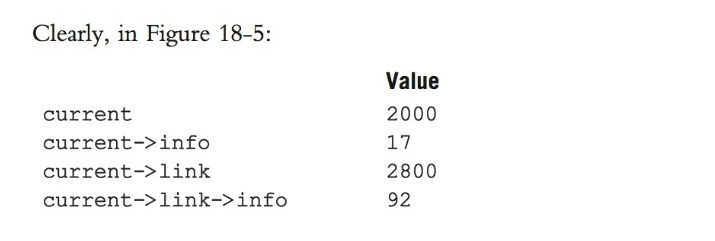 Clearly, in Figure 18-5:
Value
current 2000
current->info 17
current->link 2800
current->link->info 92